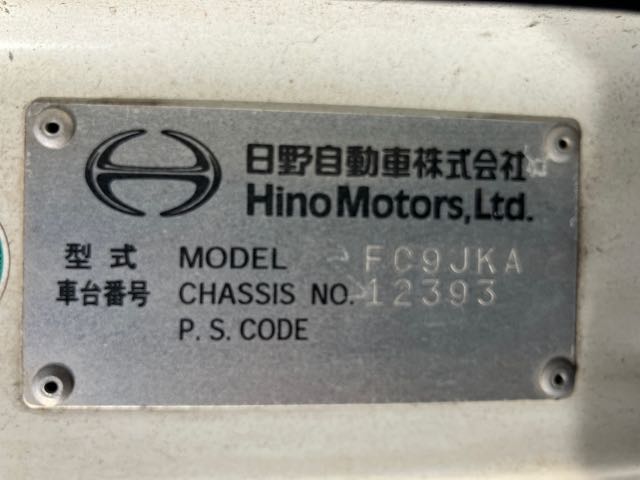 日野自動車株式会社
Hino Motors, Ltd.
型式 MODEL FC9JKA
車台番号 CHASSIS NO. 12393
P. S. CODE